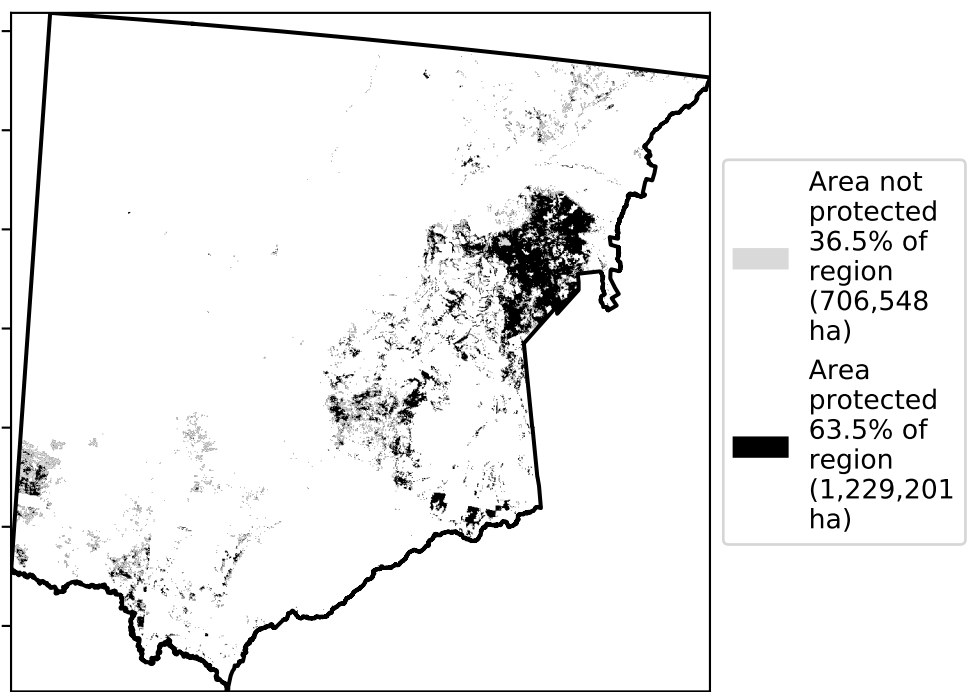 Area not
protected
36.5% of
region
(706,548
ha)
Area
protected
63.5% of
region
(1,229,201
ha)